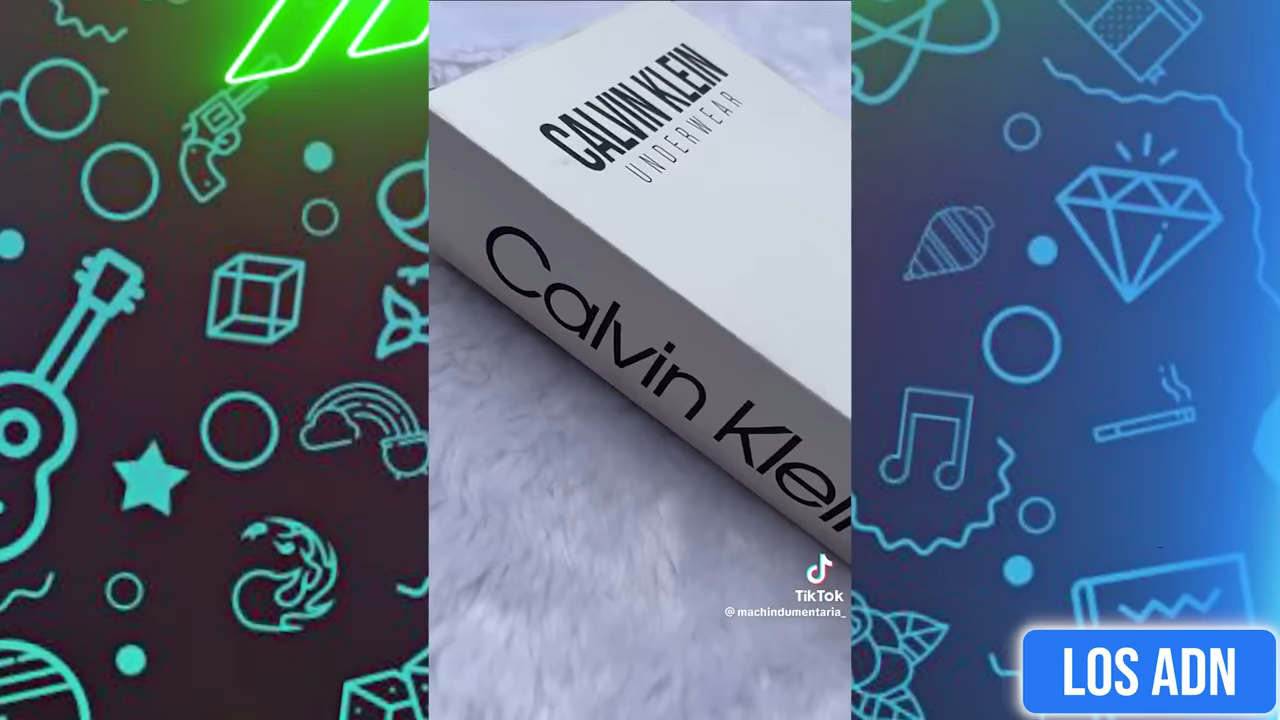 CALVIN KLEIN
UNDERWEAR
Calvin Klein
TikTok
@machindumentaria_
LOS ADN